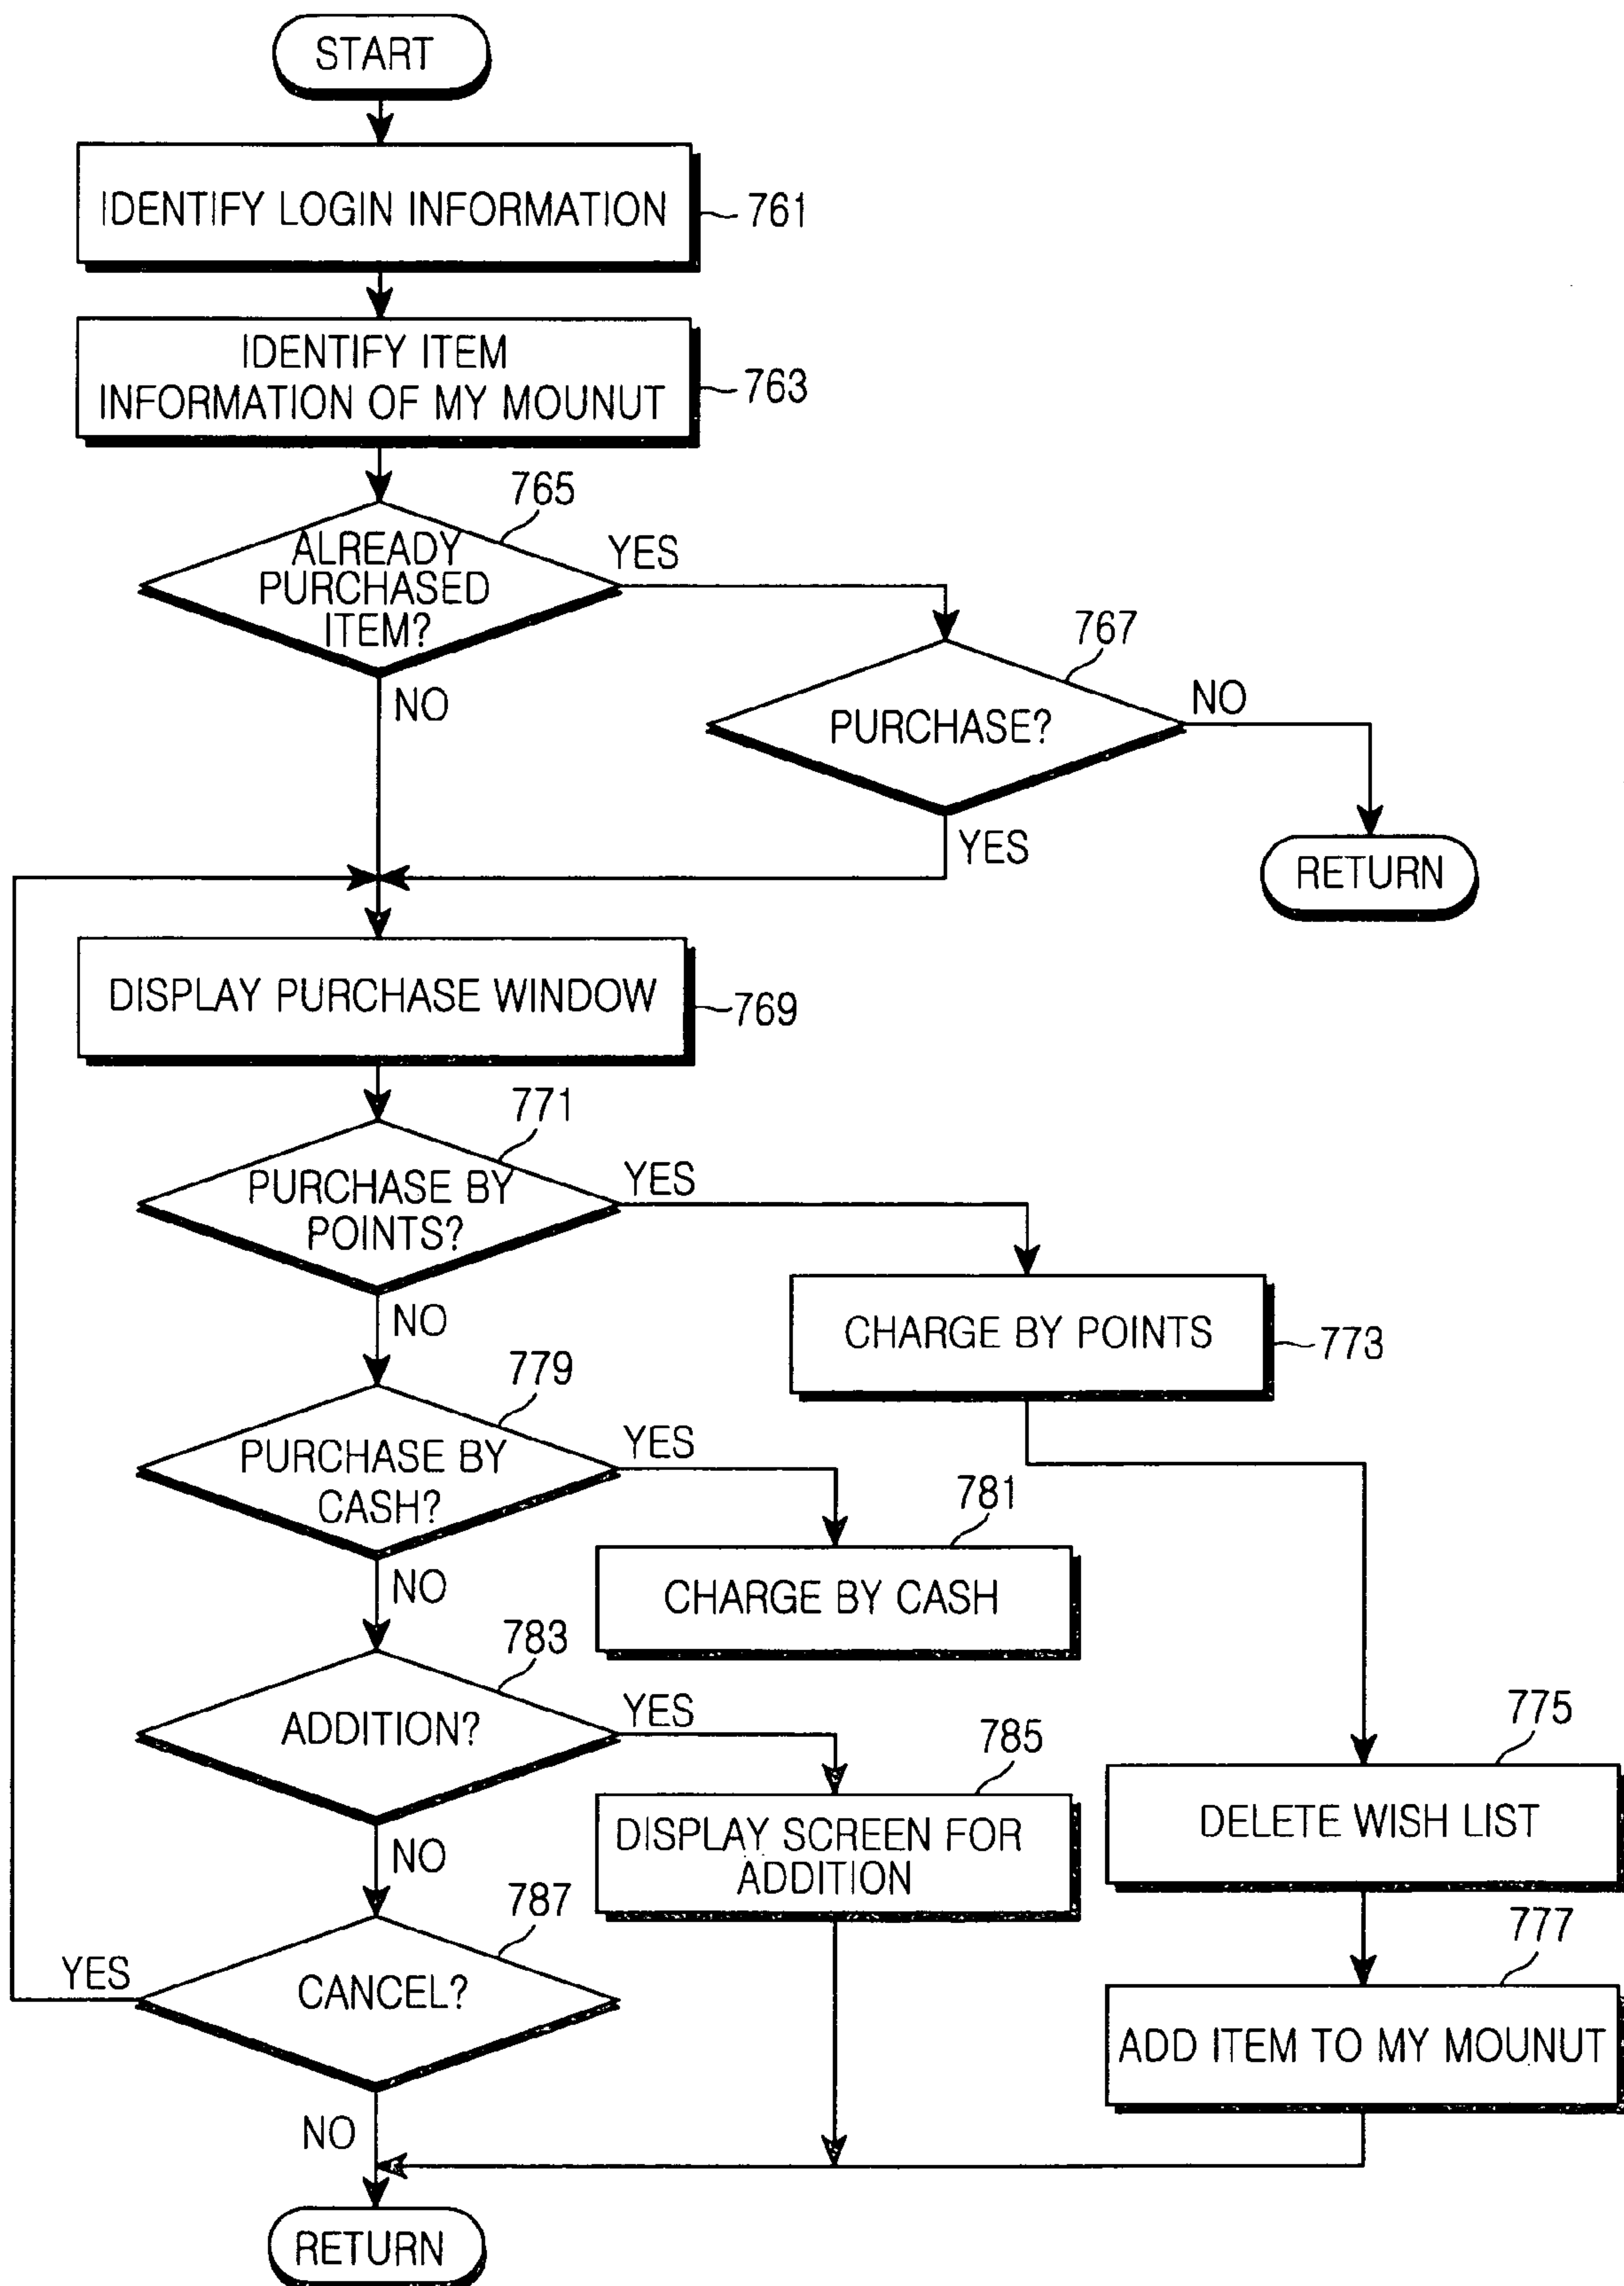 START
IDENTIFY LOGIN INFORMATION
761
IDENTIFY ITEM
INFORMATION OF MY MOUNUT
763
765
ALREADY
PURCHASED
ITEM?
YES
NO
767
PURCHASE?
NO
YES
RETURN
DISPLAY PURCHASE WINDOW
769
771
PURCHASE BY
POINTS?
YES
NO
CHARGE BY POINTS
773
779
PURCHASE BY
CASH?
YES
NO
781
CHARGE BY CASH
783
ADDITION?
YES
NO
785
DISPLAY SCREEN FOR
ADDITION
775
DELETE WISH LIST
787
CANCEL?
YES
NO
777
ADD ITEM TO MY MOUNUT
RETURN